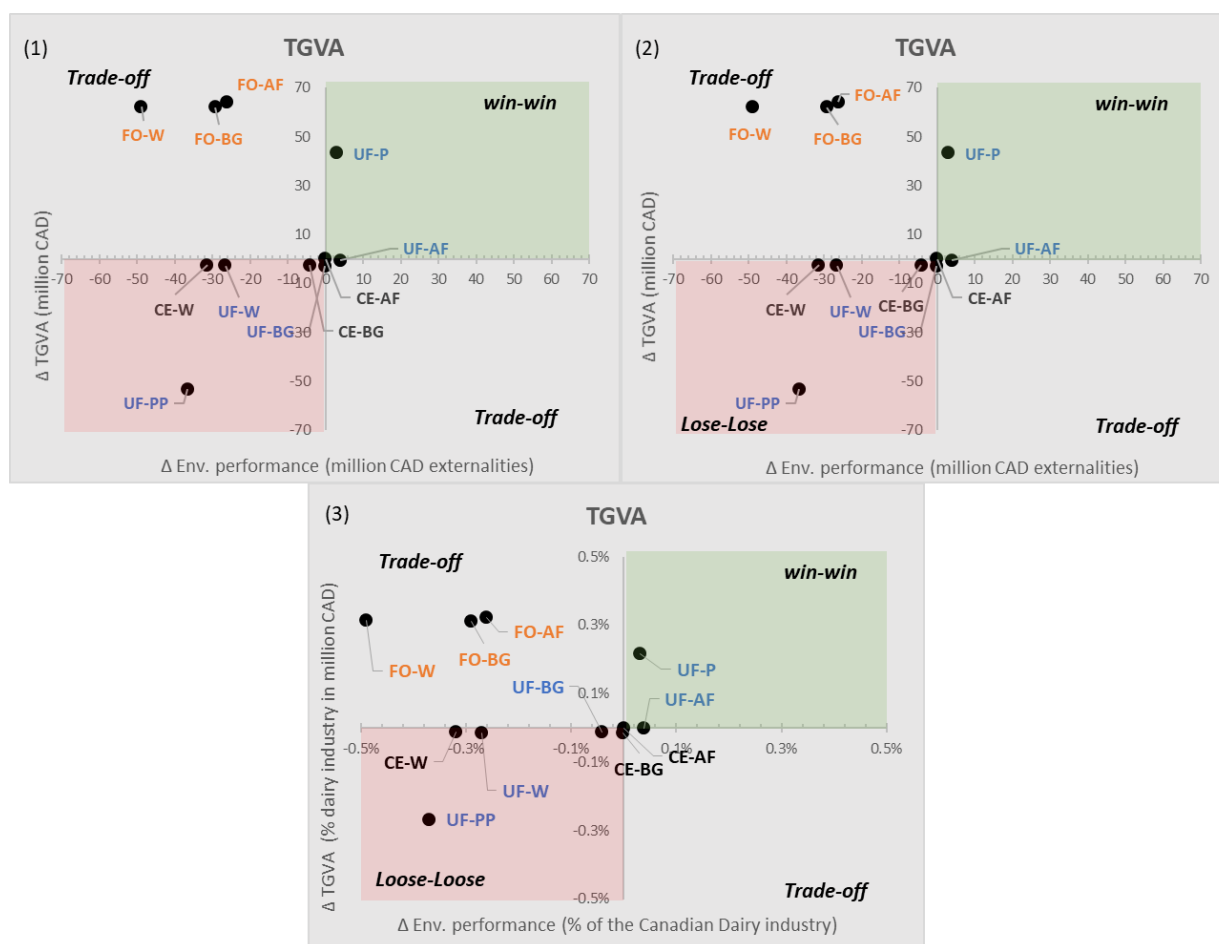 (1)
TGVA
Trade-off
70
FO-AF
win-win
FO-W
FO-BG
50
UF-P
30
10
UF-AF
-70 -60 -50 -40 -30 -20 -10 0 10 20 30 40 50 60 70
-10
CE-AF
CE-W
UF-W
UF-BG
-30
CE-BG
UF-PP
-50
Trade-off
-70
Δ TGVA (million CAD)
Δ Env. performance (million CAD externalities)
(2)
TGVA
Trade-off
70
FO-AF
win-win
FO-W
FO-BG
50
UF-P
30
10
UF-AF
-70 -60 -50 -40 -30 -20 -10 0 10 20 30 40 50 60 70
-10
CE-AF
CE-W
UF-W
CE-BG
UF-BG
-30
UF-PP
-50
Lose-Lose
Trade-off
-70
Δ TGVA (million CAD)
Δ Env. performance (million CAD externalities)
(3)
TGVA
0.5%
Trade-off
win-win
0.3%
FO-AF
FO-W
FO-BG
UF-P
UF-BG
0.1%
UF-AF
-0.5% -0.3% -0.1% 0.1% 0.3% 0.5%
-0.1%
CE-W
CE-AF
CE-BG
UF-W
UF-PP
-0.3%
Loose-Loose
Trade-off
-0.5%
Δ TGVA (% dairy industry in million CAD)
Δ Env. performance (% of the Canadian Dairy industry)